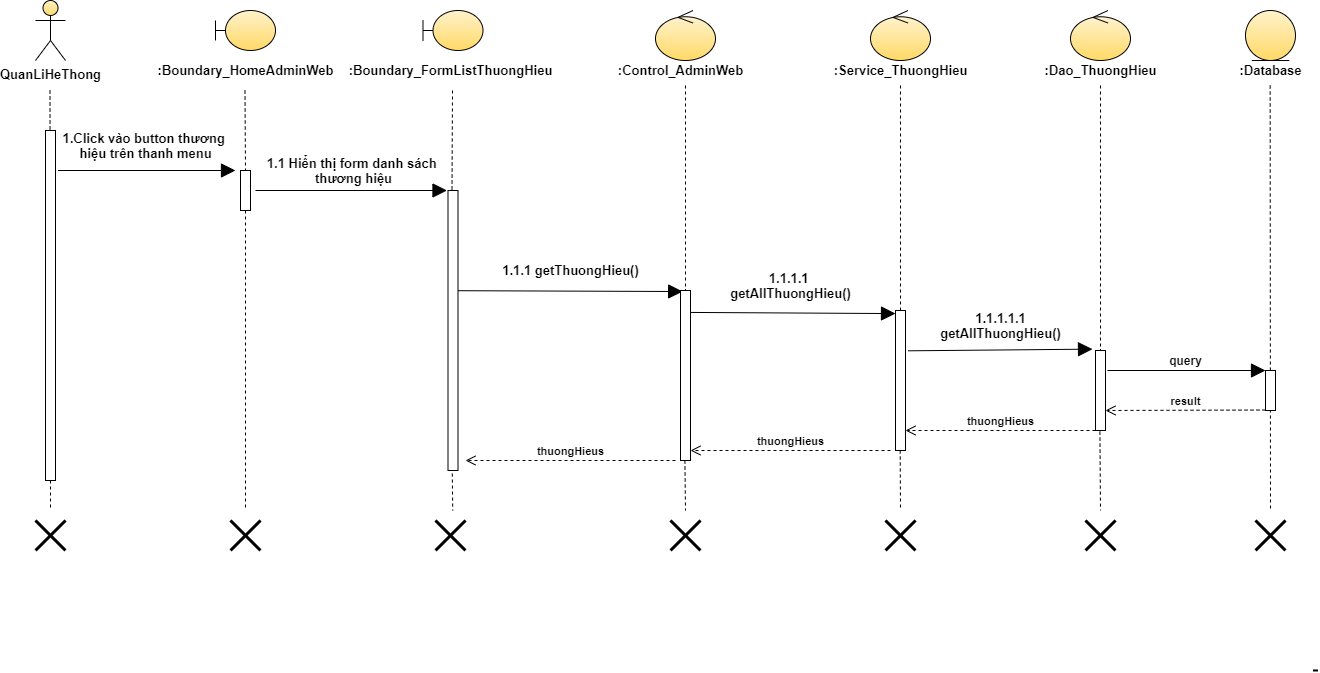 QuanLiHeThong
:Boundary_HomeAdminWeb
:Boundary_FormListThuongHieu
:Control_AdminWeb
:Service_ThuongHieu
:Dao_ThuongHieu
:Database
1.Click vào button thương
hiệu trên thanh menu
1.1 Hiển thị form danh sách
thương hiệu
1.1.1 getThuongHieu()
1.1.1.1
getAllThuongHieu()
1.1.1.1.1
getAllThuongHieu()
query
result
thuongHieus
thuongHieus
thuongHieus